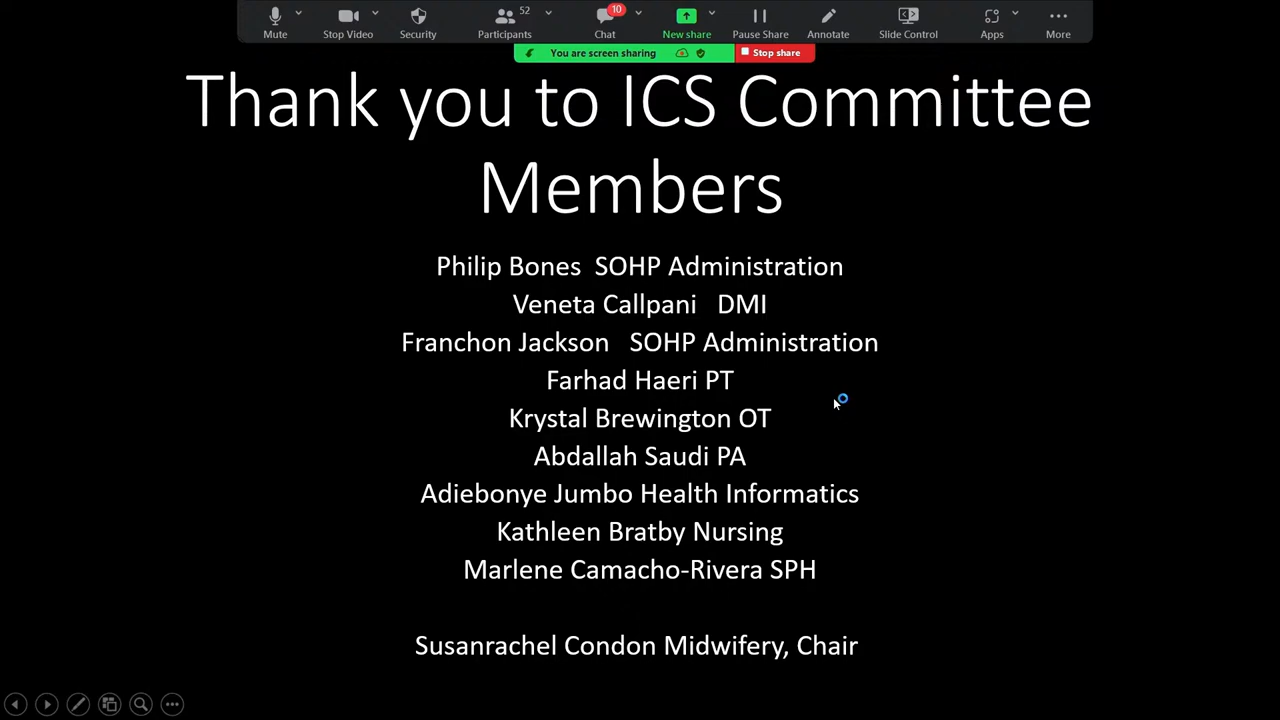 52
10
Mute
Stop Video
Security
Participants
Chat
New share
Pause Share
Annotate
Slide Control
Apps
More
You are screen sharing
Stop share
Thank you to ICS Committee
Members
Philip Bones SOHP Administration
Veneta Callpani DMI
Franchon Jackson SOHP Administration
Farhad Haeri PT
Krystal Brewington OT
Abdallah Saudi PA
Adiebonye Jumbo Health Informatics
Kathleen Bratby Nursing
Marlene Camacho-Rivera SPH
Susanrachel Condon Midwifery, Chair